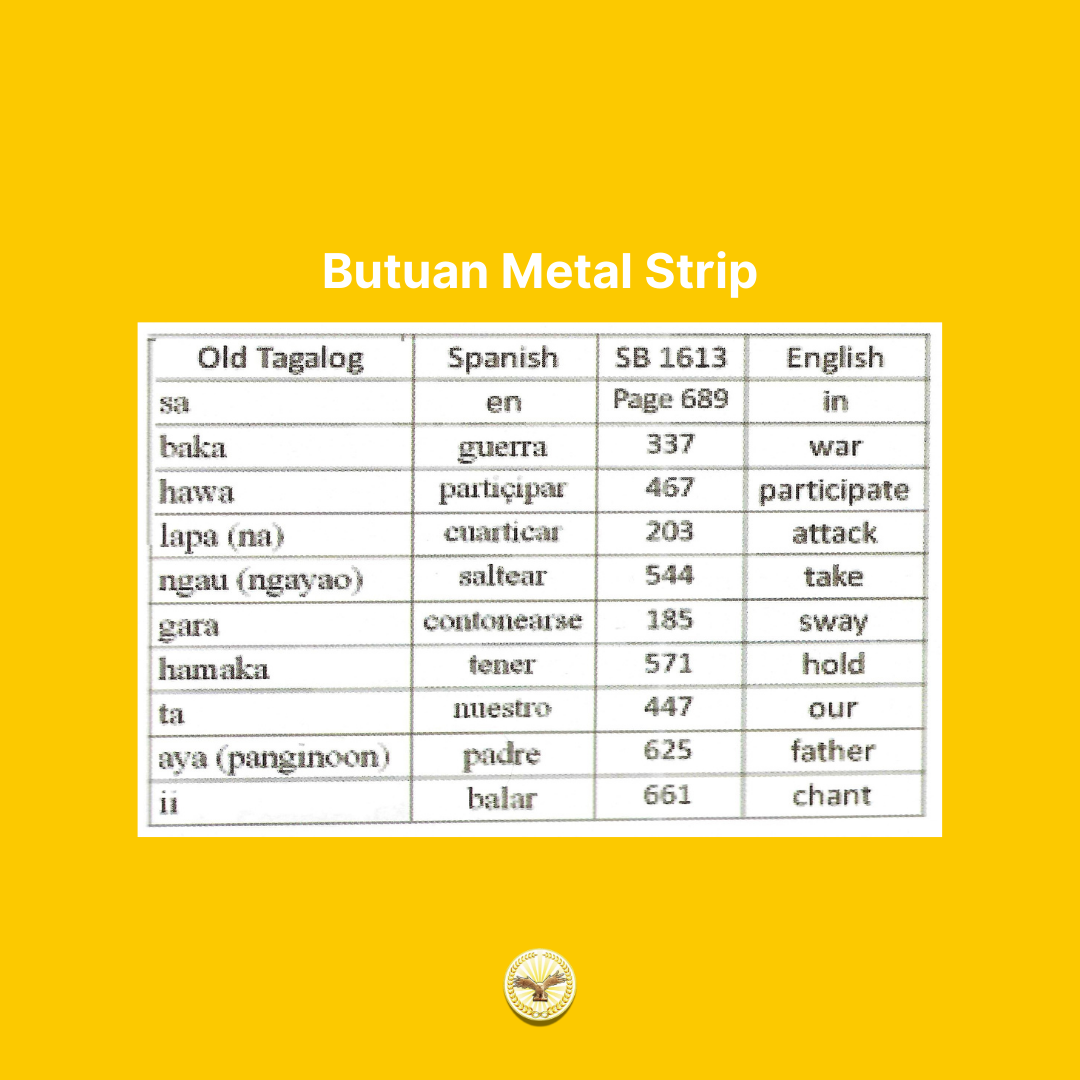 Butuan Metal Strip
Old Tagalog Spanish SB 1613 English
sa en Page 689 in
baka guerra 337 war
hawa partiçipar 467 participate
lapa (na) cuarticar 203 attack
ngau (ngayao) saltear 544 take
gara contonearse 185 sway
hamaka tener 571 hold
ta nuestro 447 our
aya (panginoon) padre 625 father
ii balar 661 chant